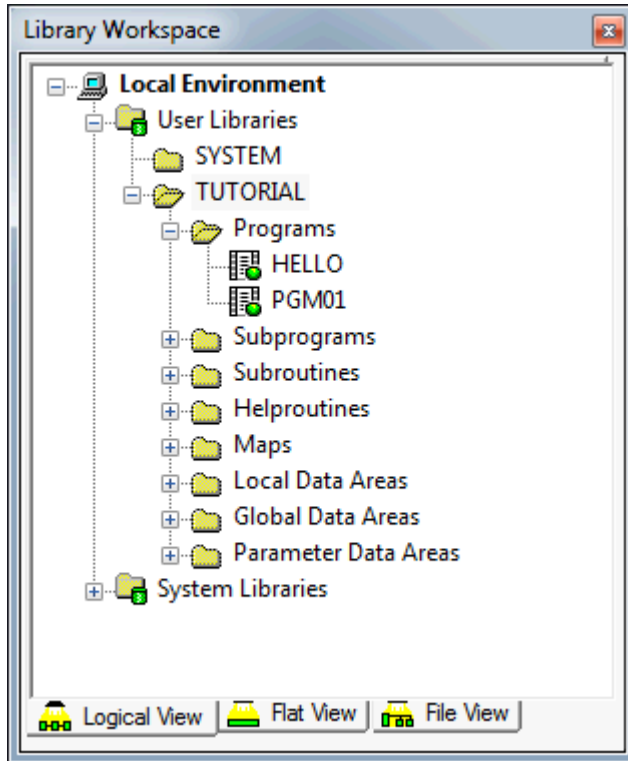 Library Workspace
Local Environment
User Libraries
SYSTEM
TUTORIAL
Programs
HELLO
PGM01
Subprograms
Subroutines
Helproutines
Maps
Local Data Areas
Global Data Areas
Parameter Data Areas
System Libraries
Logical View Flat View File View